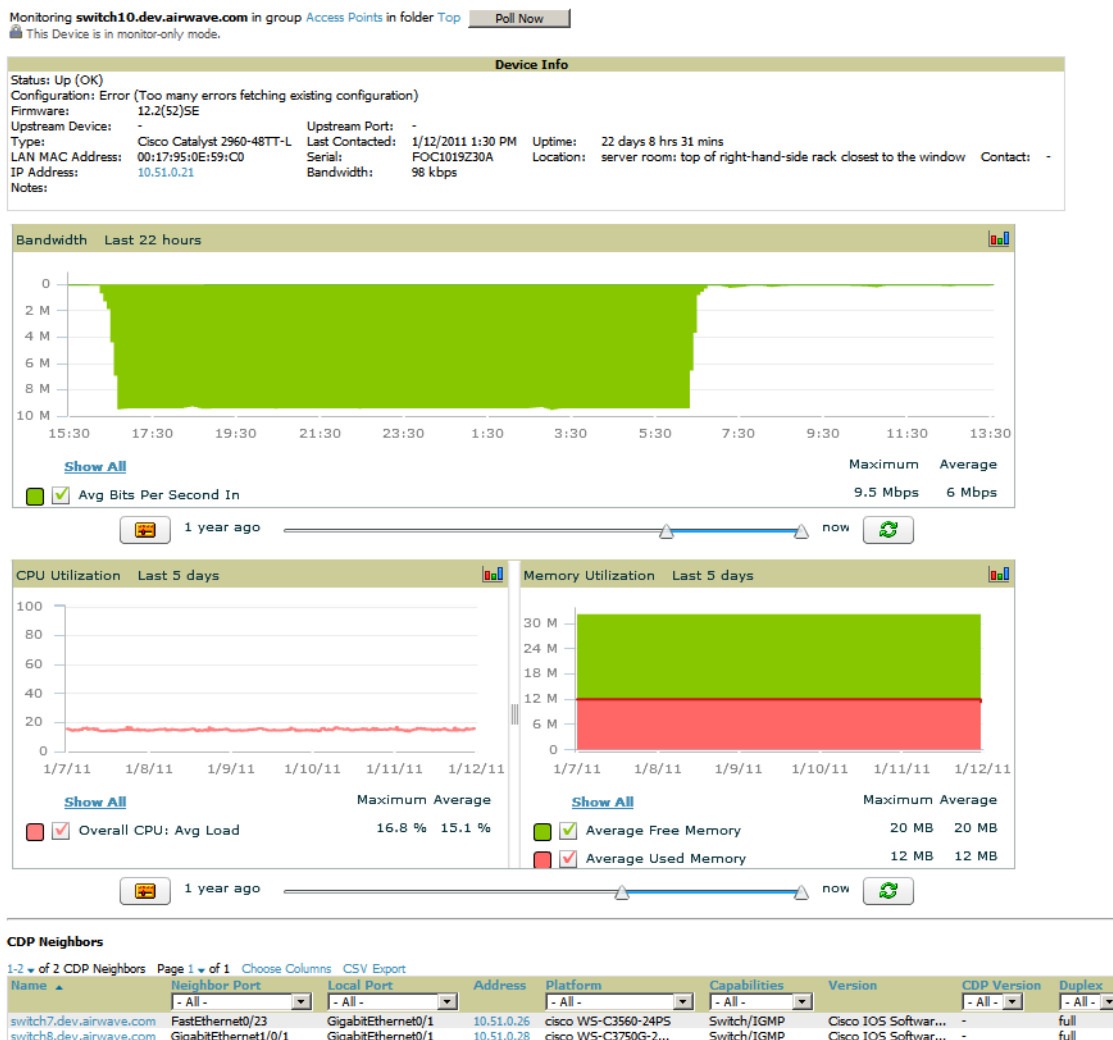 Monitoring switch10.dev.airwave.com in group Access Points in folder Top Poll Now
This Device is in monitor-only mode.
Device Info
Status: Up (OK)
Configuration: Error (Too many errors fetching existing configuration)
Firmware: 12.2(52)SE
Upstream Device: - Upstream Port: -
Type: Cisco Catalyst 2960-48TT-L Last Contacted: 1/12/2011 1:30 PM Uptime: 22 days 8 hrs 31 mins
LAN MAC Address: 00:17:95:0E:59:C0 Serial: FOC1019Z30A Location: server room: top of right-hand-side rack closest to the window Contact: -
IP Address: 10.51.0.21 Bandwidth: 98 kbps
Notes:
Bandwidth Last 22 hours
0
2 M
4 M
6 M
8 M
10 M
15:30 17:30 19:30 21:30 23:30 1:30 3:30 5:30 7:30 9:30 11:30 13:30
Show All Maximum Average
Avg Bits Per Second In 9.5 Mbps 6 Mbps
1 year ago now
CPU Utilization Last 5 days
100
80
60
40
20
0
1/7/11 1/8/11 1/9/11 1/10/11 1/11/11 1/12/11
Show All Maximum Average
Overall CPU: Avg Load 16.8 % 15.1 %
Memory Utilization Last 5 days
30 M
24 M
18 M
12 M
6 M
0
1/7/11 1/8/11 1/9/11 1/10/11 1/11/11 1/12/11
Show All Maximum Average
Average Free Memory 20 MB 20 MB
Average Used Memory 12 MB 12 MB
1 year ago now
CDP Neighbors
1-2 of 2 CDP Neighbors Page 1 of 1 Choose Columns CSV Export
Name Neighbor Port Local Port Address Platform Capabilities Version CDP Version Duplex
- All - - All - - All - - All - - All - - All -
switch7.dev.airwave.com FastEthernet0/23 GigabitEthernet0/1 10.51.0.26 cisco WS-C3560-24PS Switch/IGMP Cisco IOS Softwar... - full
switch8.dev.airwave.com GigabitEthernet1/0/1 GigabitEthernet0/1 10.51.0.28 cisco WS-C3750G-2... Switch/IGMP Cisco IOS Softwar... - full